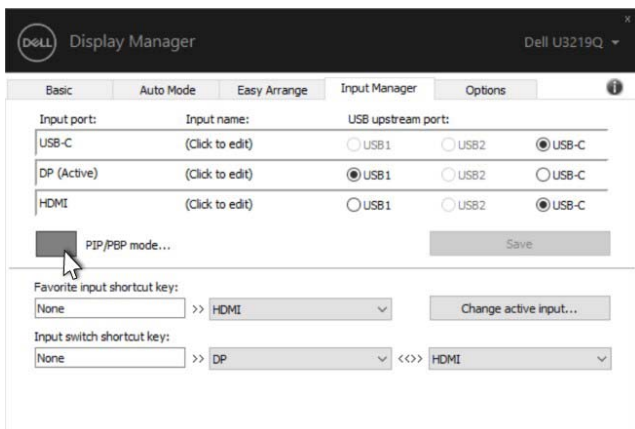 DELL Display Manager Dell U3219Q
x
Basic Auto Mode Easy Arrange Input Manager Options i
Input port: Input name: USB upstream port:
USB-C (Click to edit) USB1 USB2 USB-C
DP (Active) (Click to edit) USB1 USB2 USB-C
HDMI (Click to edit) USB1 USB2 USB-C
PIP/PBP mode... Save
Favorite input shortcut key:
None >> HDMI Change active input...
Input switch shortcut key:
None >> DP <<>> HDMI